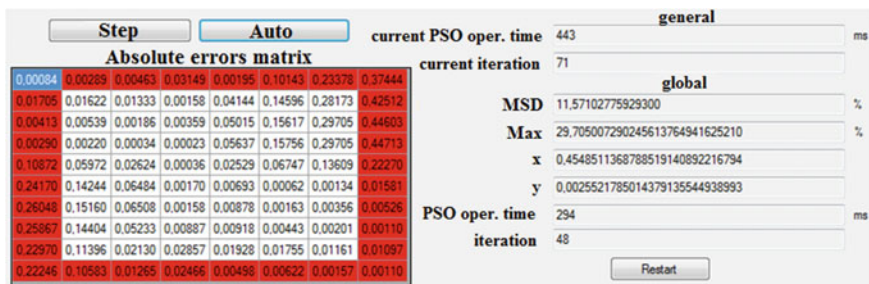 Step Auto
Absolute errors matrix
0,00084 0,00289 0,00463 0,03149 0,00195 0,10143 0,23378 0,37444
0,01705 0,01622 0,01333 0,00158 0,04144 0,14596 0,28173 0,42512
0,00413 0,00539 0,00186 0,00359 0,05015 0,15617 0,29705 0,44603
0,00290 0,00220 0,00034 0,00023 0,05637 0,15756 0,29705 0,44713
0,10872 0,05972 0,02624 0,00036 0,02529 0,06747 0,13609 0,22270
0,24170 0,14244 0,06484 0,00170 0,00693 0,00062 0,00134 0,01581
0,26048 0,15160 0,06508 0,00158 0,00878 0,00163 0,00356 0,00526
0,25867 0,14404 0,05233 0,00887 0,00918 0,00443 0,00201 0,00110
0,22970 0,11396 0,02130 0,02857 0,01928 0,01755 0,01161 0,01097
0,22246 0,10583 0,01265 0,02466 0,00498 0,00622 0,00157 0,00110
general
current PSO oper. time 443 ms
current iteration 71
global
MSD 11,57102775929300 %
Max 29,705007290245613764941625210 %
x 0,4548511368788519140892216794
y 0,0025521785014379135544938993
PSO oper. time 294 ms
iteration 48
Restart